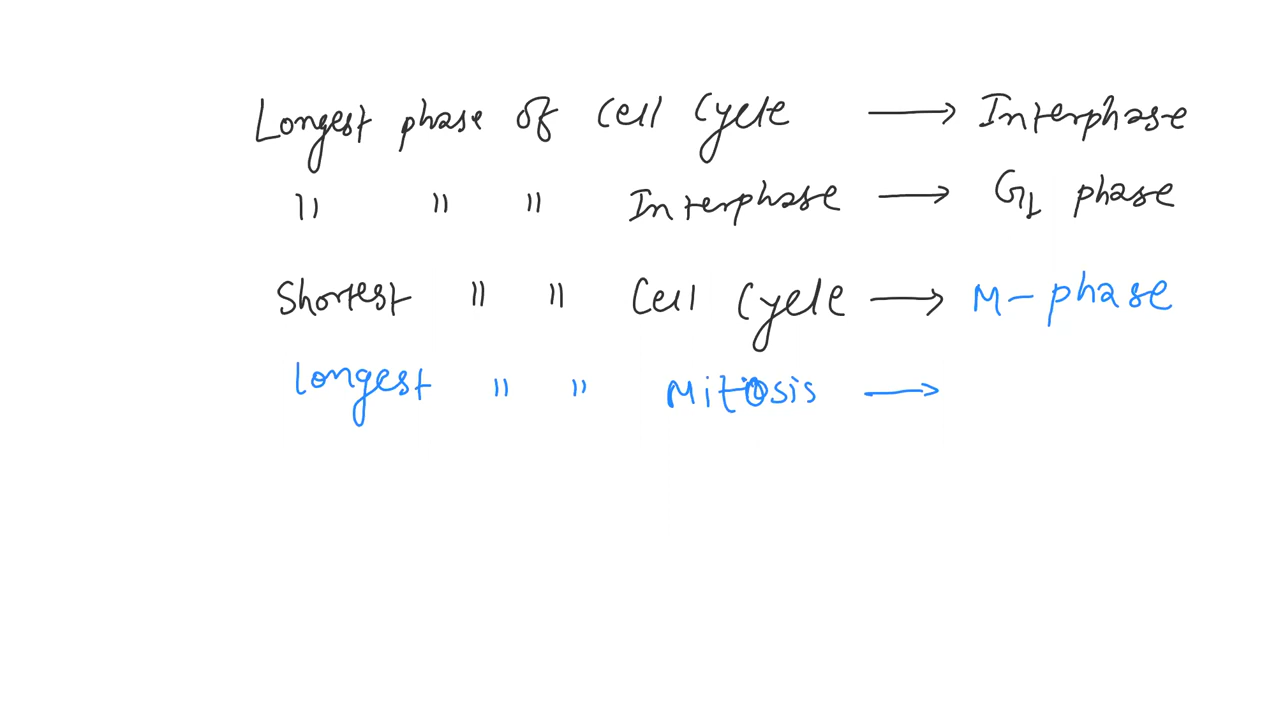 Longest phase of Cell Cycle → Interphase
" " " Interphase → G1 phase
Shortest " " Cell Cycle → M-phase
longest " " Mitosis →